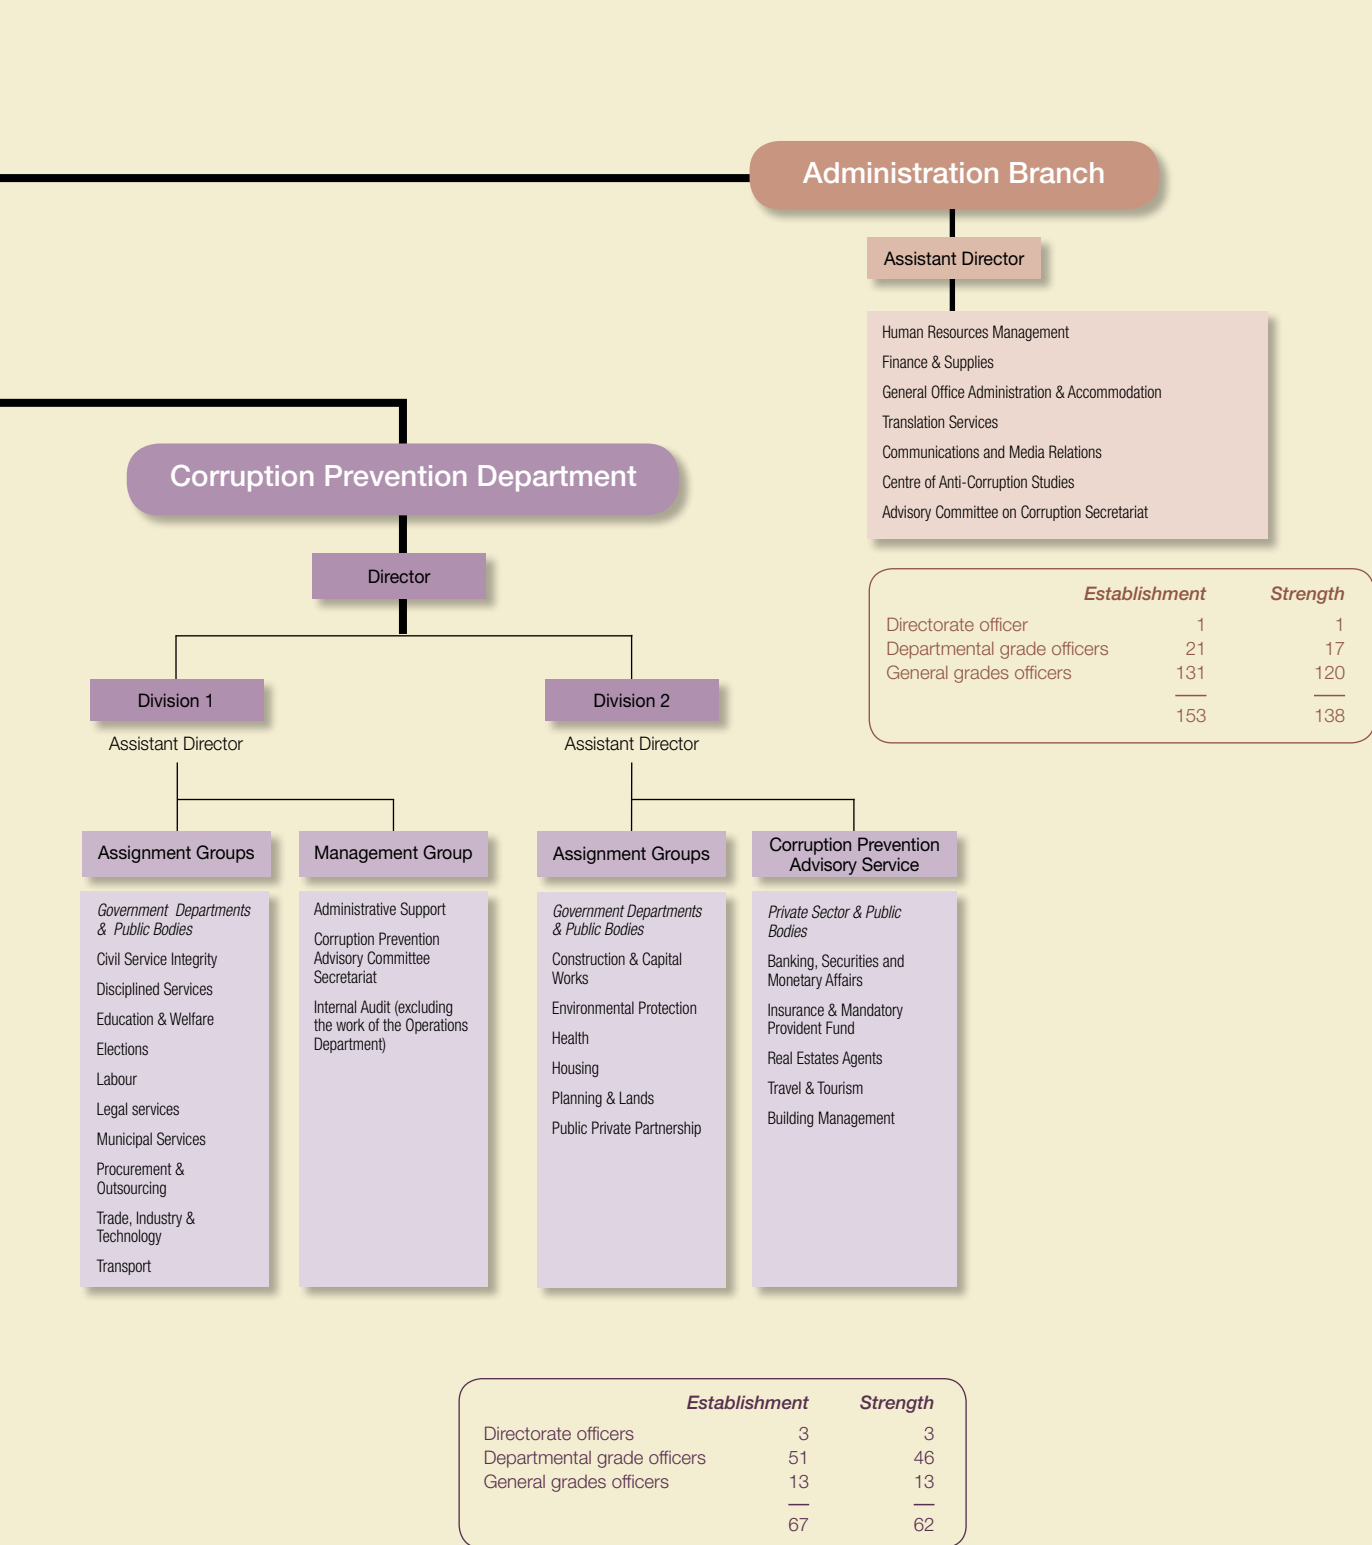 Administration Branch
Assistant Director
Human Resources Management
Finance & Supplies
General Office Administration & Accommodation
Translation Services
Communications and Media Relations
Centre of Anti-Corruption Studies
Advisory Committee on Corruption Secretariat
Establishment Strength
Directorate officer 1 1
Departmental grade officers 21 17
General grades officers 131 120
153 138
Corruption Prevention Department
Director
Division 1
Assistant Director
Assignment Groups
Government Departments
& Public Bodies
Civil Service Integrity
Disciplined Services
Education & Welfare
Elections
Labour
Legal services
Municipal Services
Procurement &
Outsourcing
Trade, Industry &
Technology
Transport
Management Group
Administrative Support
Corruption Prevention
Advisory Committee
Secretariat
Internal Audit (excluding
the work of the Operations
Department)
Division 2
Assistant Director
Assignment Groups
Government Departments
& Public Bodies
Construction & Capital
Works
Environmental Protection
Health
Housing
Planning & Lands
Public Private Partnership
Corruption Prevention
Advisory Service
Private Sector & Public
Bodies
Banking, Securities and
Monetary Affairs
Insurance & Mandatory
Provident Fund
Real Estates Agents
Travel & Tourism
Building Management
Establishment Strength
Directorate officers 3 3
Departmental grade officers 51 46
General grades officers 13 13
67 62